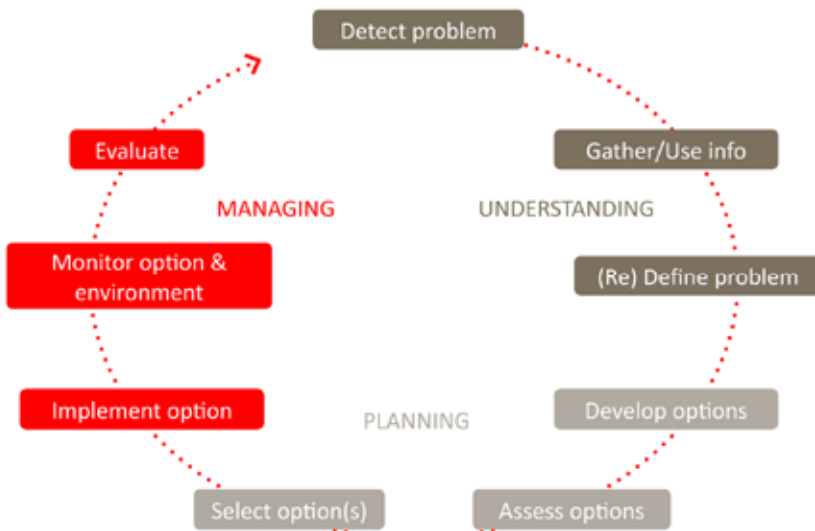 Detect problem
Evaluate
Gather/Use info
MANAGING
UNDERSTANDING
Monitor option &
environment
(Re) Define problem
Implement option
PLANNING
Develop options
Select option(s)
Assess options